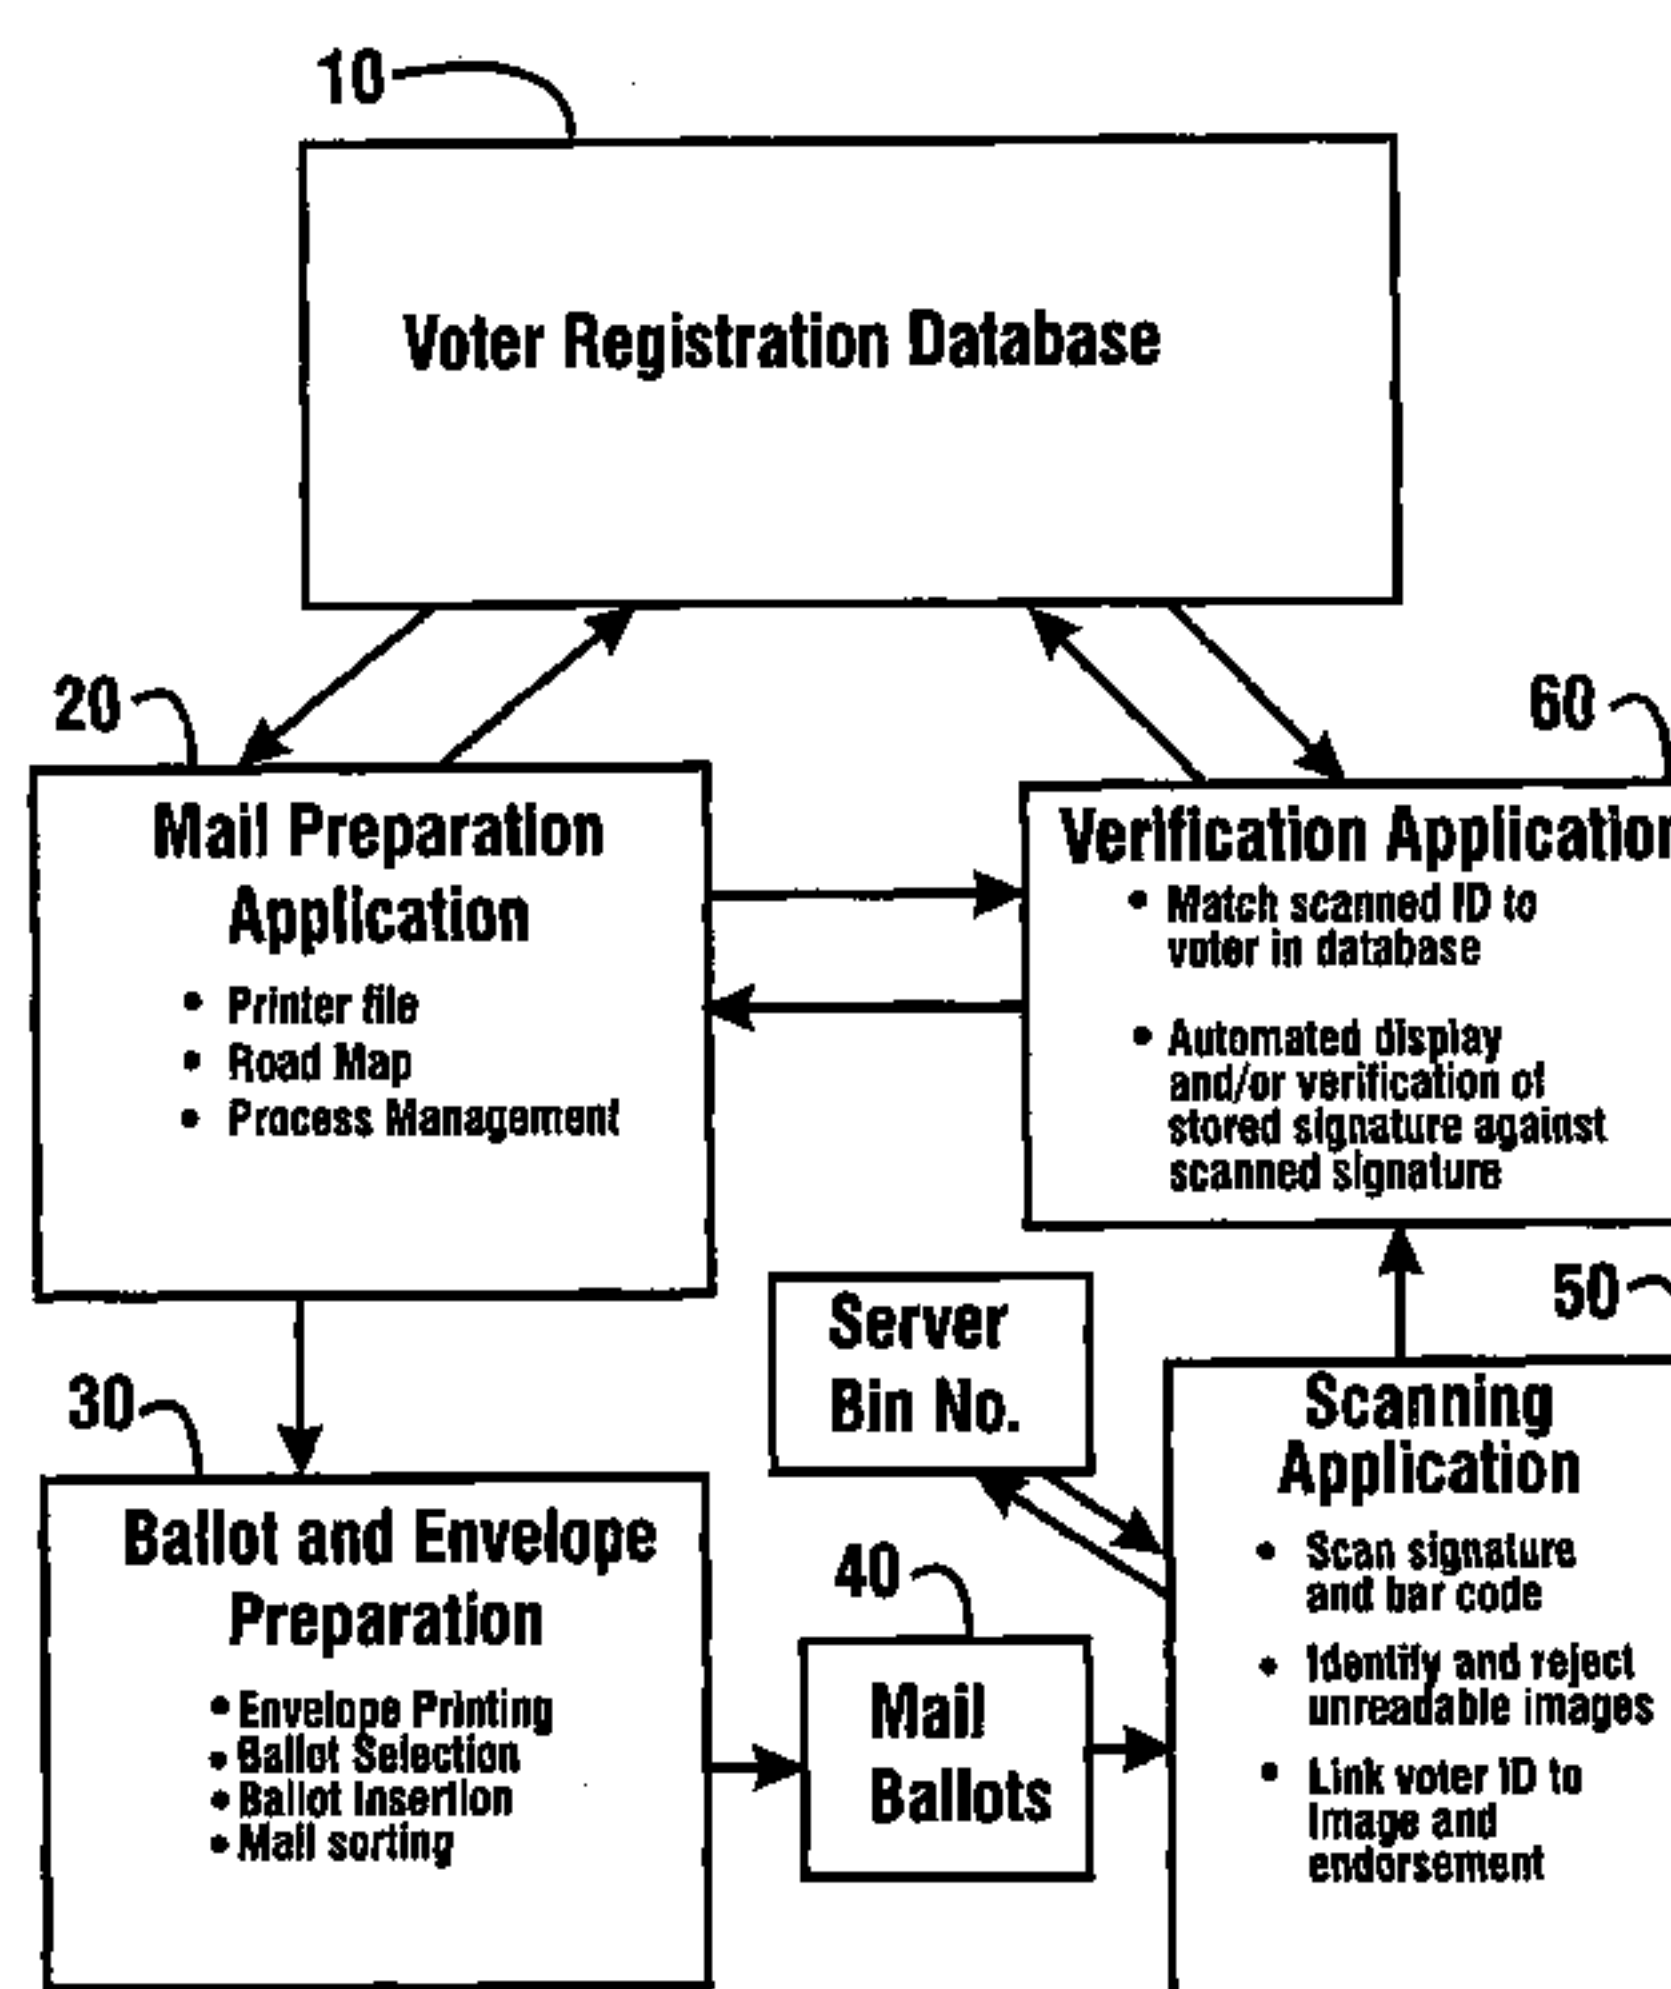 10
Voter Registration Database
20
Mail Preparation
Application
• Printer file
• Road Map
• Process Management
60
Verification Application
• Match scanned ID to
voter in database
• Automated display
and/or verification of
stored signature against
scanned signature
Server
Bin No.
50
Scanning
Application
• Scan signature
and bar code
• Identify and reject
unreadable images
• Link voter ID to
image and
endorsement
30
Ballot and Envelope
Preparation
• Envelope Printing
• Ballot Selection
• Ballot Insertion
• Mail sorting
40
Mail
Ballots